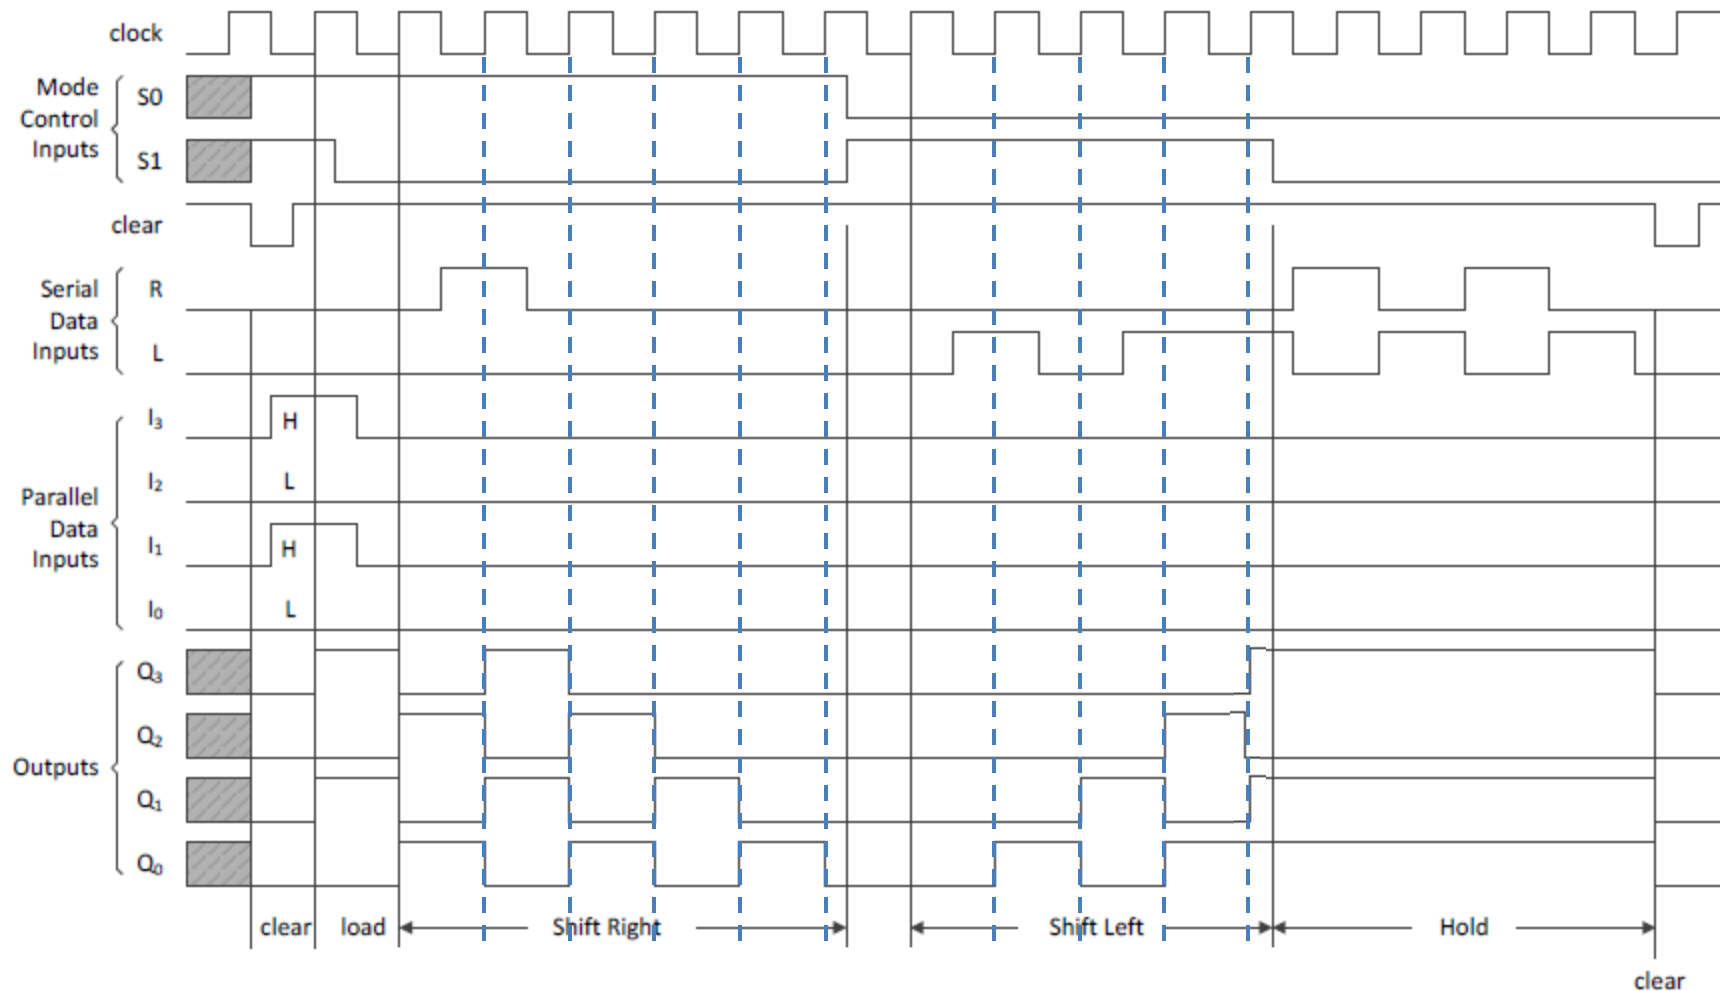 clock
Mode
Control
Inputs
S0
S1
clear
Serial
Data
Inputs
R
L
Parallel
Data
Inputs
I₃
I₂
I₁
I₀
H
L
H
L
Outputs
Q₃
Q₂
Q₁
Q₀
clear
load
Shift Right
Shift Left
Hold
clear